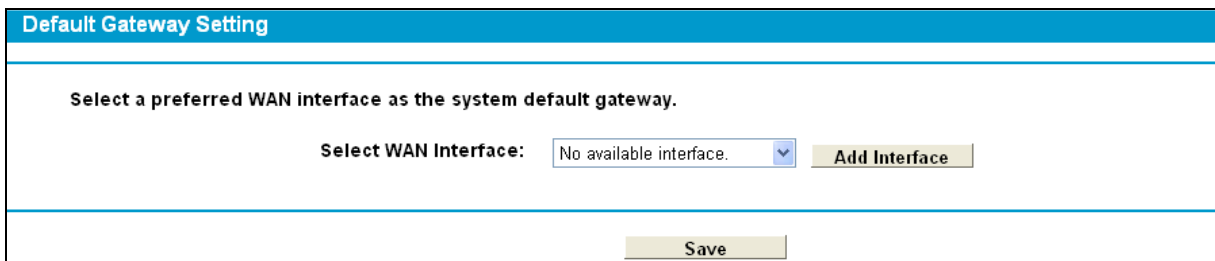 Default Gateway Setting
Select a preferred WAN interface as the system default gateway.
Select WAN Interface: No available interface. Add Interface
Save